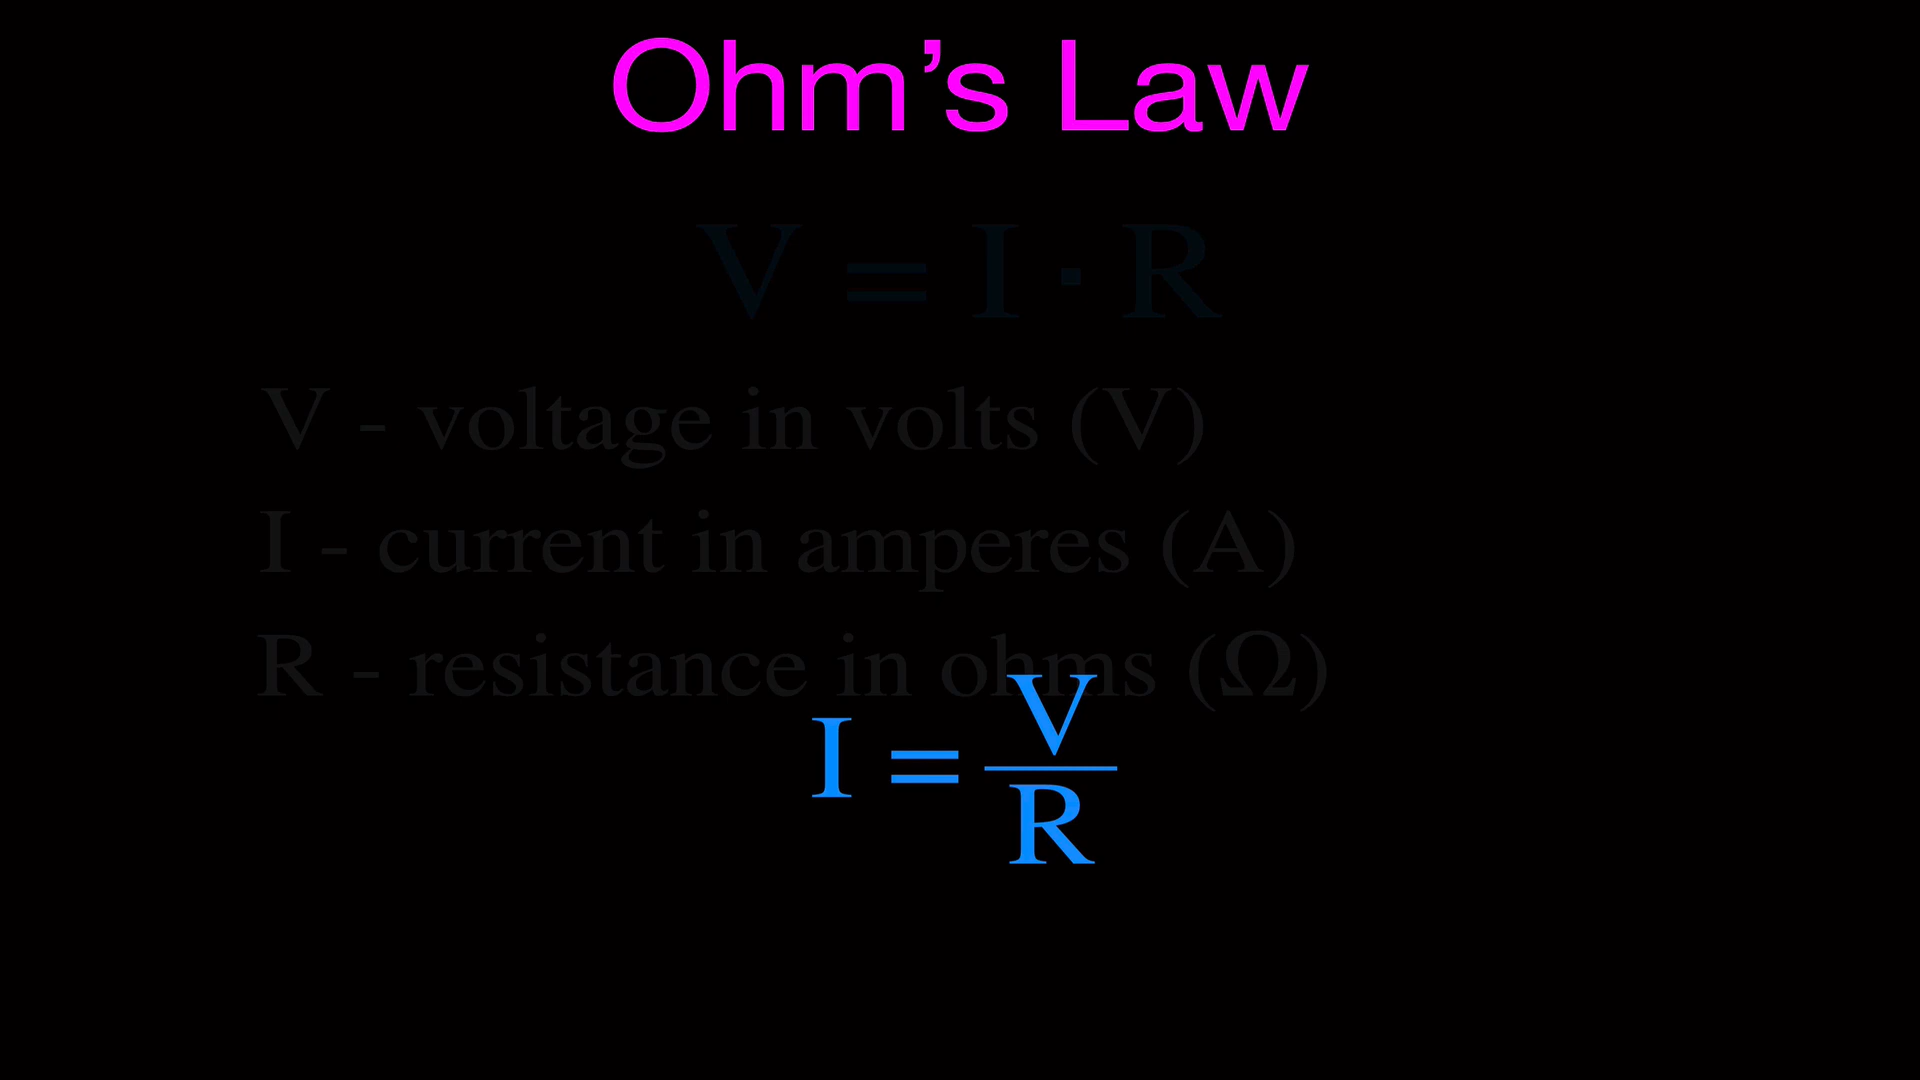 Ohm’s Law
V = I · R
V - voltage in volts (V)
I - current in amperes (A)
R - resistance in ohms (Ω)
I = V/R